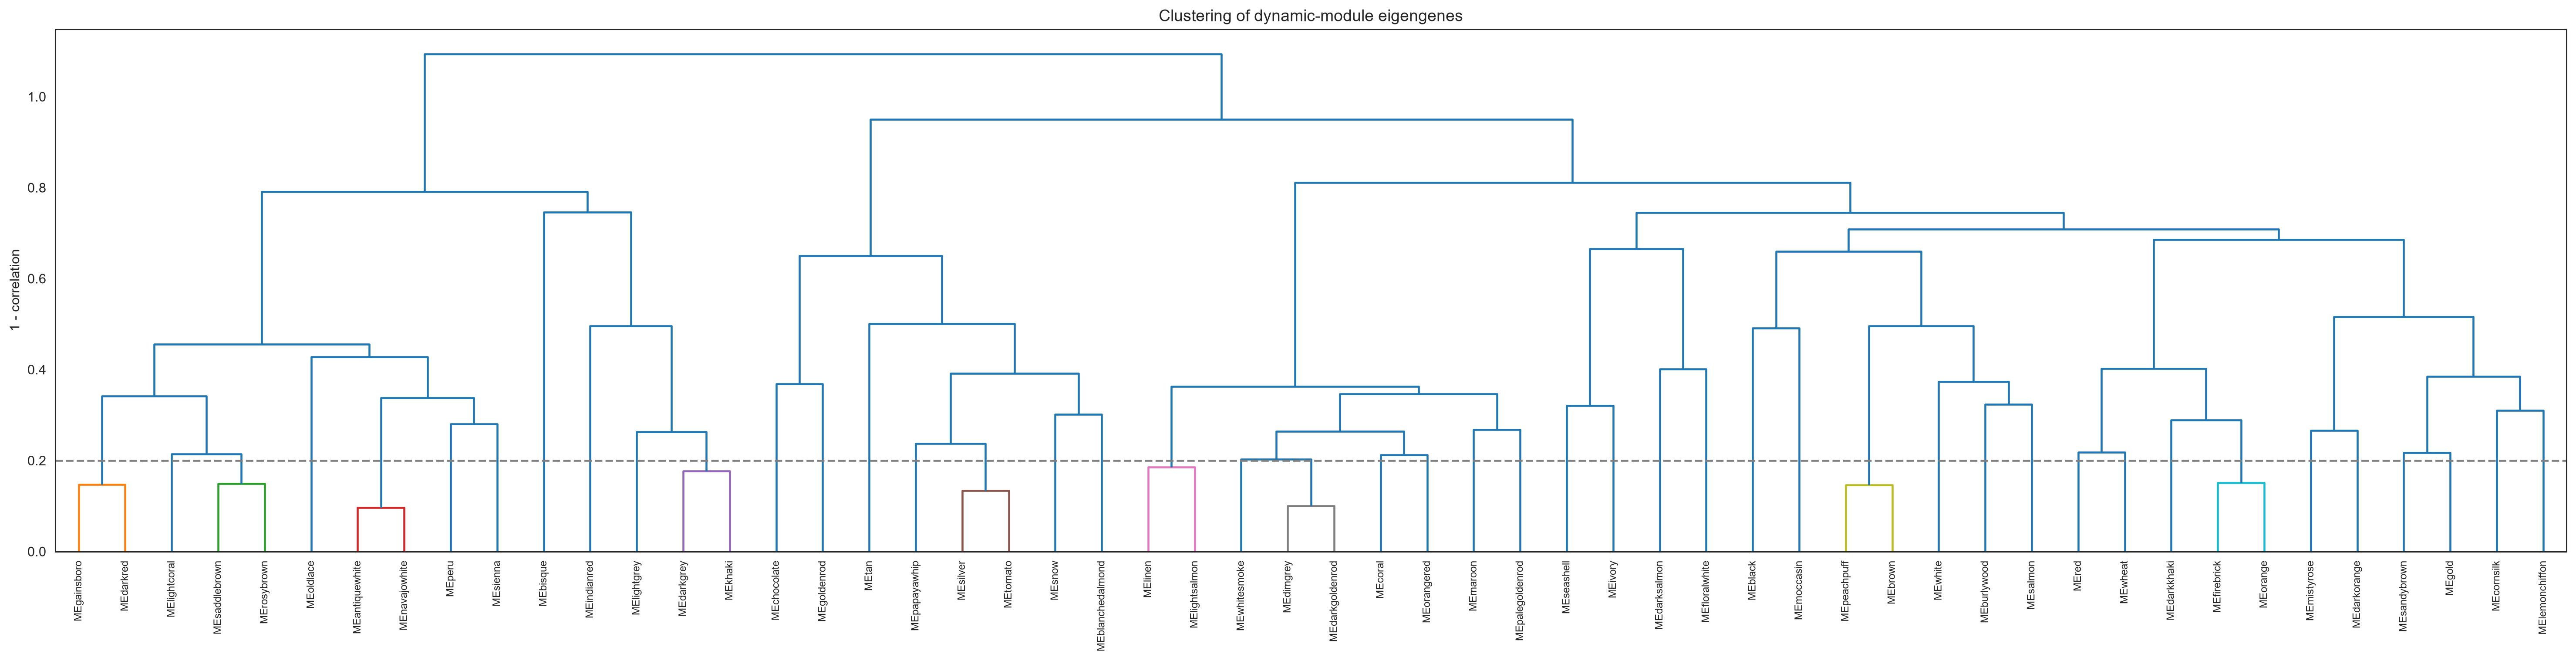 Clustering of dynamic-module eigengenes
1 - correlation
1.0
0.8
0.6
0.4
0.2
0.0
MEgainsboro
MEdarkred
MElightcoral
MEsaddlebrown
MErosybrown
MEoldlace
MEantiquewhite
MEnavajowhite
MEperu
MEsienna
MEbisque
MEindianred
MElightgrey
MEdarkgrey
MEkhaki
MEchocolate
MEgoldenrod
MEtan
MEpapayawhip
MEsilver
MEtomato
MEsnow
MEblanchedalmond
MElinen
MElightsalmon
MEwhitesmoke
MEdimgrey
MEdarkgoldenrod
MEcoral
MEorangered
MEmaroon
MEpalegoldenrod
MEseashell
MEivory
MEdarksalmon
MEfloralwhite
MEblack
MEmoccasin
MEpeachpuff
MEbrown
MEwhite
MEburlywood
MEsalmon
MEred
MEwheat
MEdarkkhaki
MEfirebrick
MEorange
MEmistyrose
MEdarkorange
MEsandybrown
MEgold
MEcornsilk
MElemonchiffon